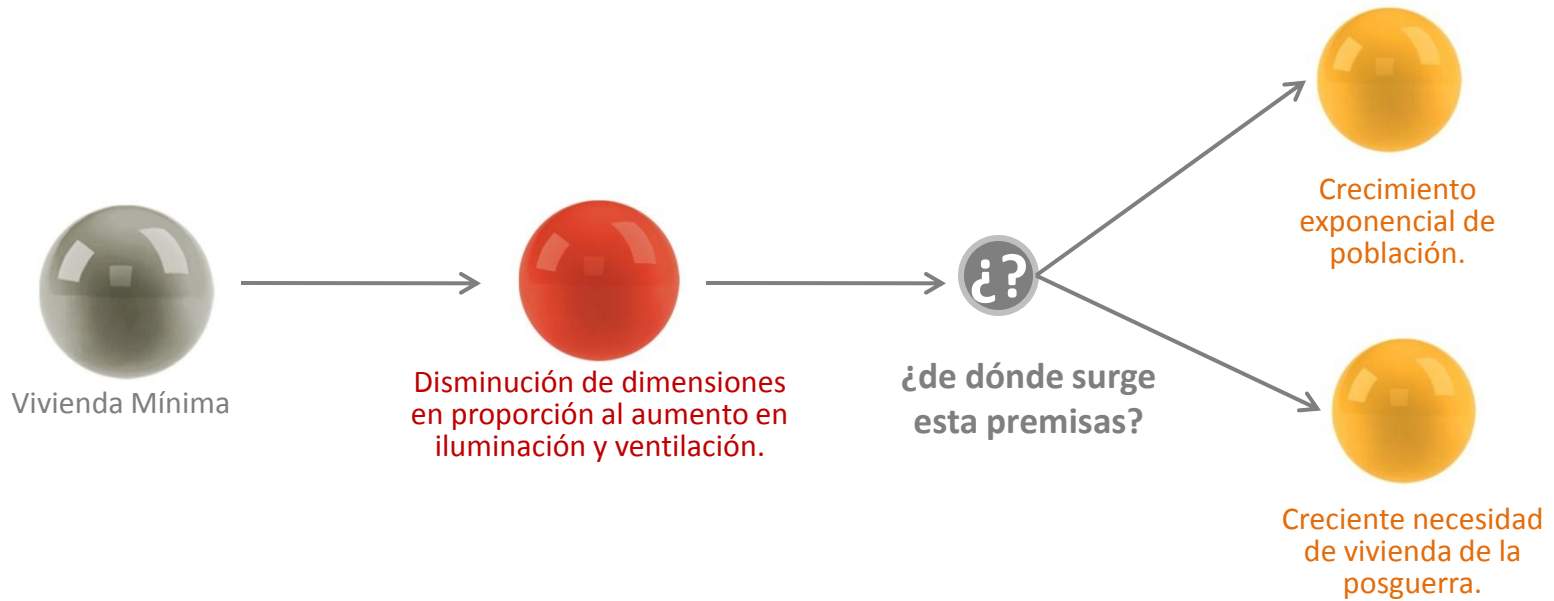 Vivienda Mínima
Disminución de dimensiones
en proporción al aumento en
iluminación y ventilación.
¿?
¿de dónde surge
esta premisas?
Crecimiento
exponencial de
población.
Creciente necesidad
de vivienda de la
posguerra.